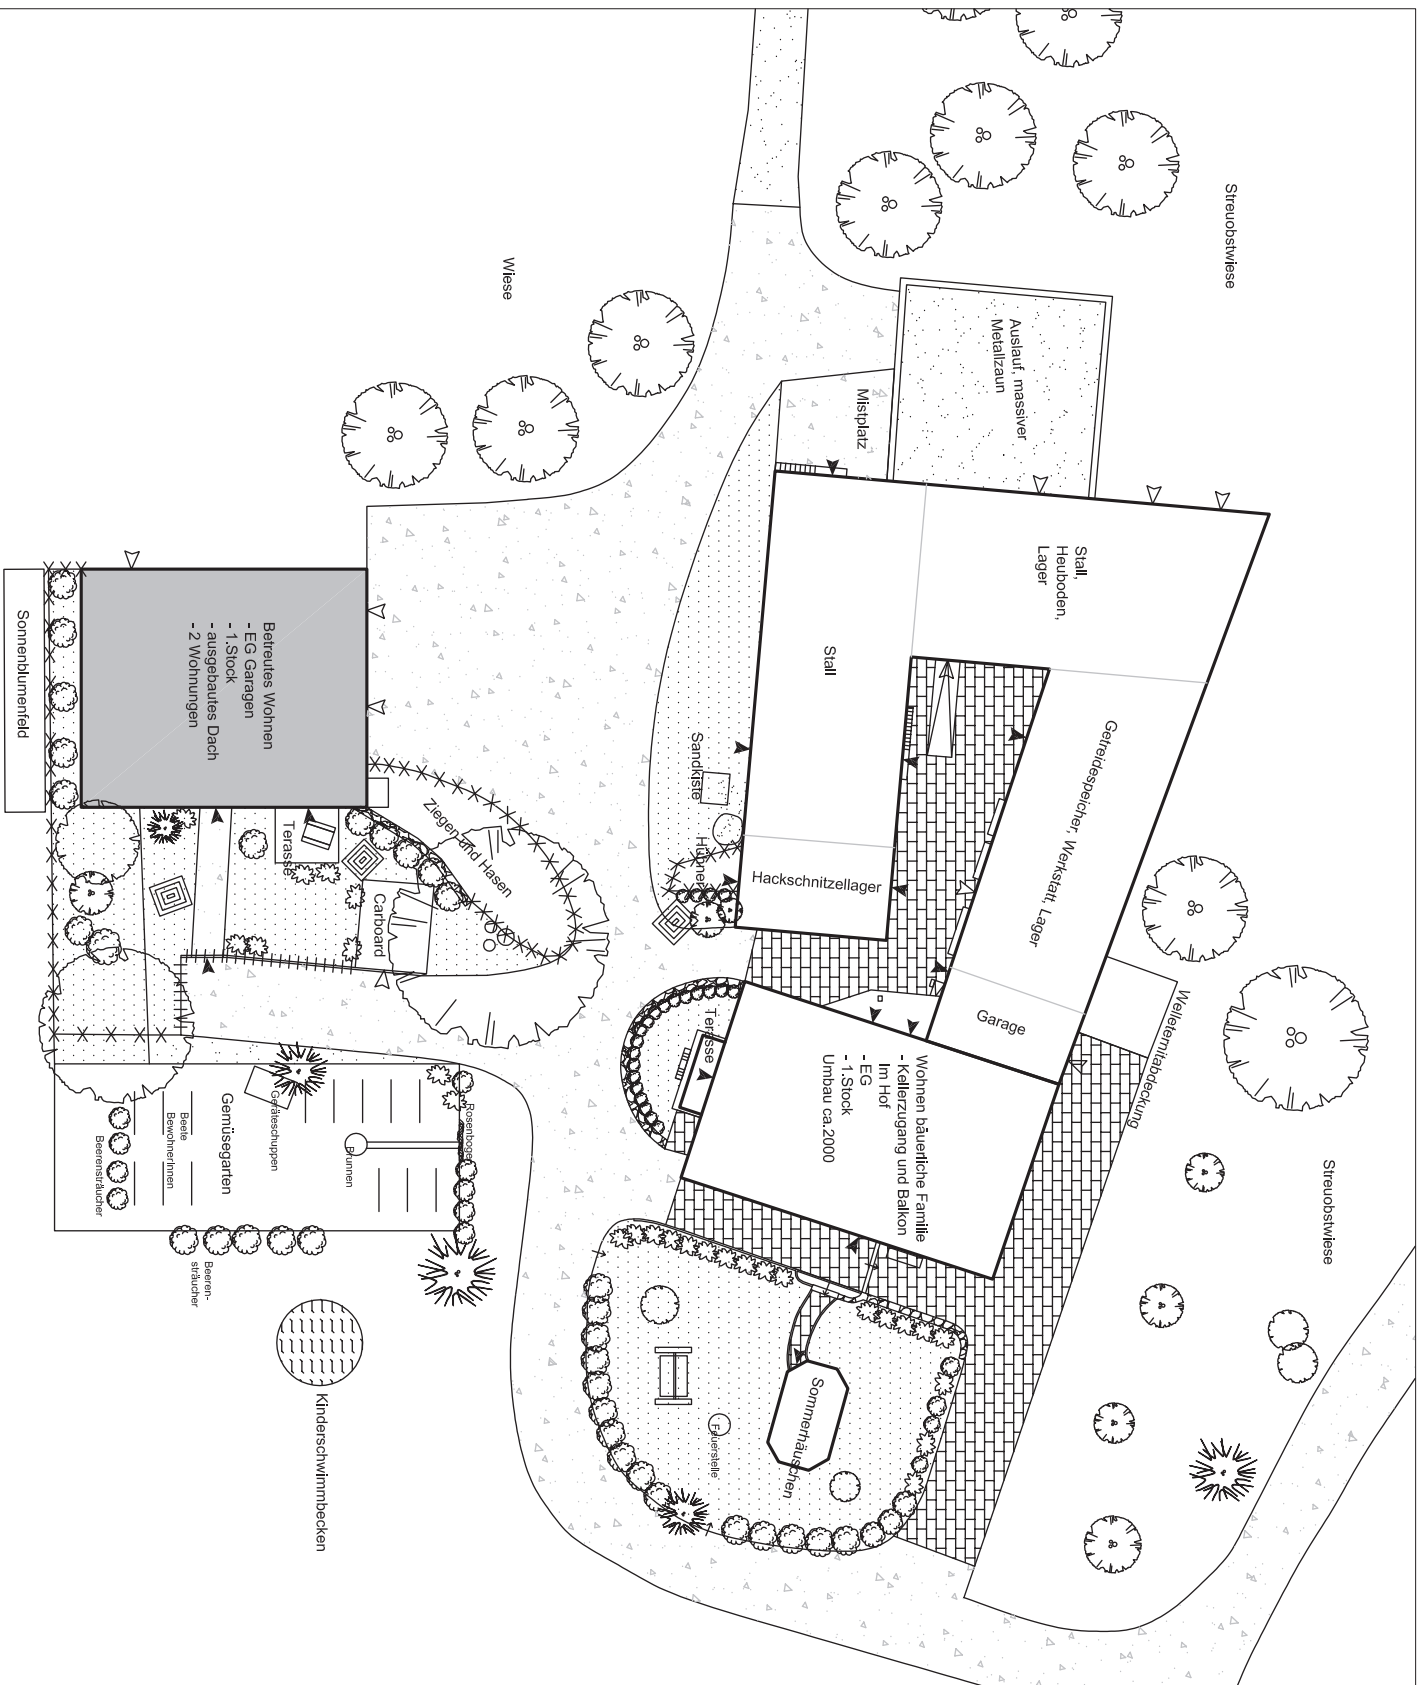 Streuobstwiese
Wiese
Auslauf, massiver
Metallzaun
Mistplatz
Stall,
Heuboden,
Lager
Stall
Getreidespeicher, Werkstatt, Lager
Sandkiste
Hühner
Hackschnitzellager
Garage
Welleternitabdeckung
Streuobstwiese
Betreutes Wohnen
- EG Garagen
- 1.Stock
- ausgebautes Dach
- 2 Wohnungen
Sonnenblumenfeld
Ziegen und Hasen
Terasse
Carboard
Terasse
Wohnen bäuerliche Familie
- Kellerzugang und Balkon
Im Hof
- EG
- 1.Stock
Umbau ca.2000
Rosenbogen
Geräteschuppen
Gemüsegarten
Brunnen
Beete
BewohnerInnen
Beerensträucher
Beeren-
sträucher
Kinderschwimmbecken
Sommerhäuschen
Feuerstelle